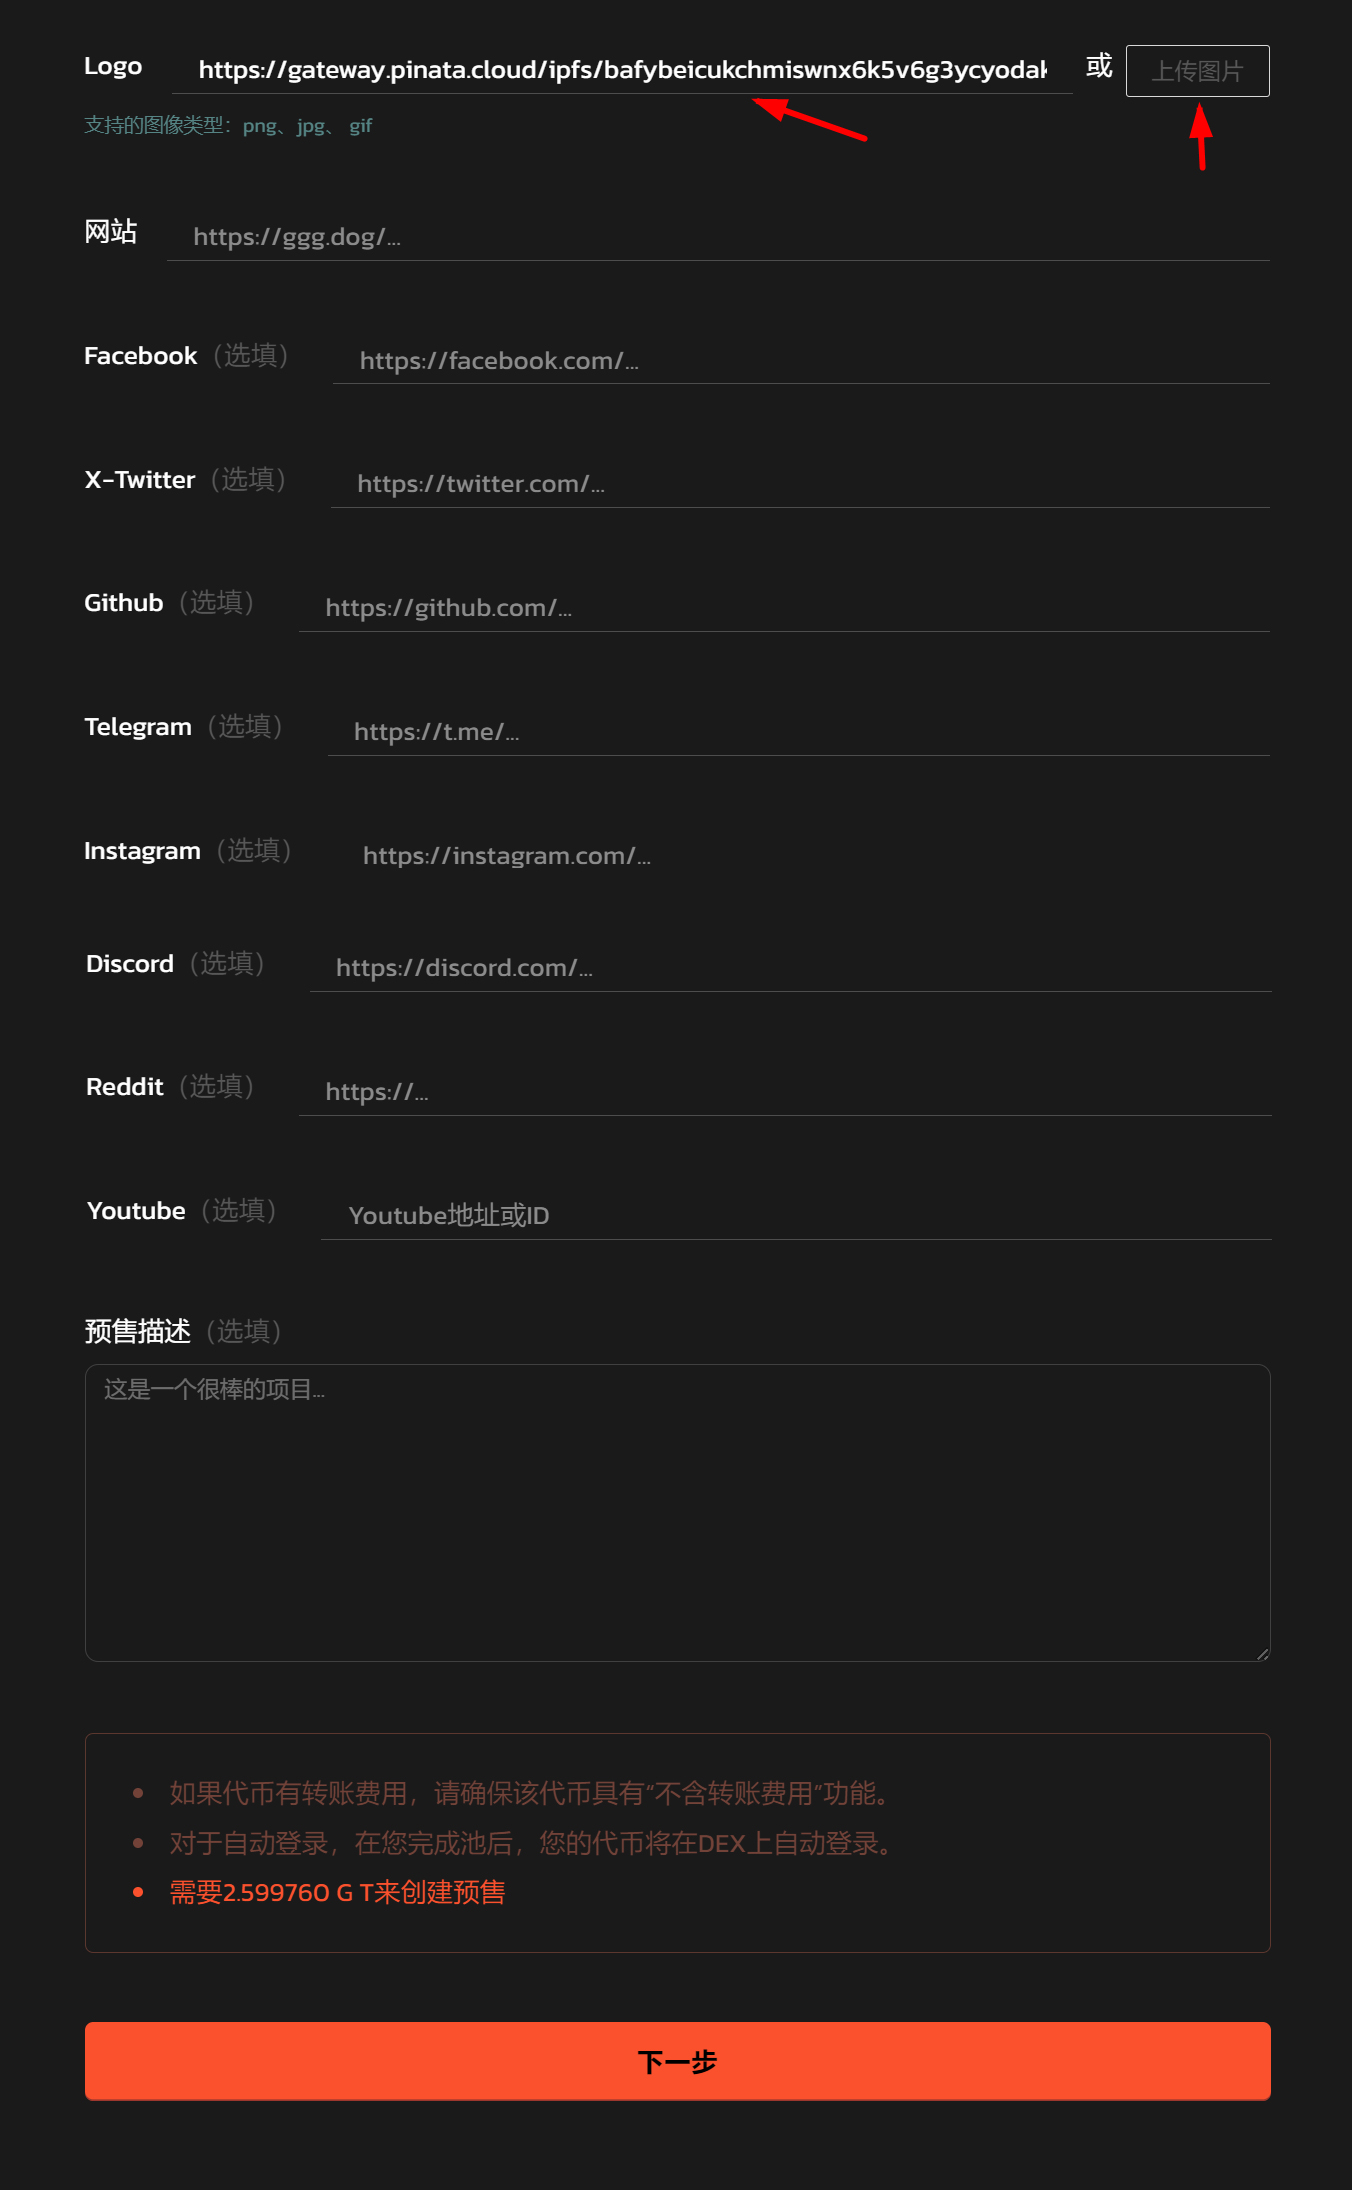 Logo https://gateway.pinata.cloud/ipfs/bafybeicukchmiswnx6k5v6g3ycyodak 或 上传图片
支持的图像类型：png、jpg、 gif
网站 https://ggg.dog/...
Facebook（选填） https://facebook.com/...
X-Twitter（选填） https://twitter.com/...
Github（选填） https://github.com/...
Telegram（选填） https://t.me/...
Instagram（选填） https://instagram.com/...
Discord（选填） https://discord.com/...
Reddit（选填） https://...
Youtube（选填） Youtube地址或ID
预售描述（选填）
这是一个很棒的项目...
如果代币有转账费用，请确保该代币具有"不含转账费用"功能。
对于自动登录，在您完成池后，您的代币将在DEX上自动登录。
需要2.599760 G T来创建预售
下一步